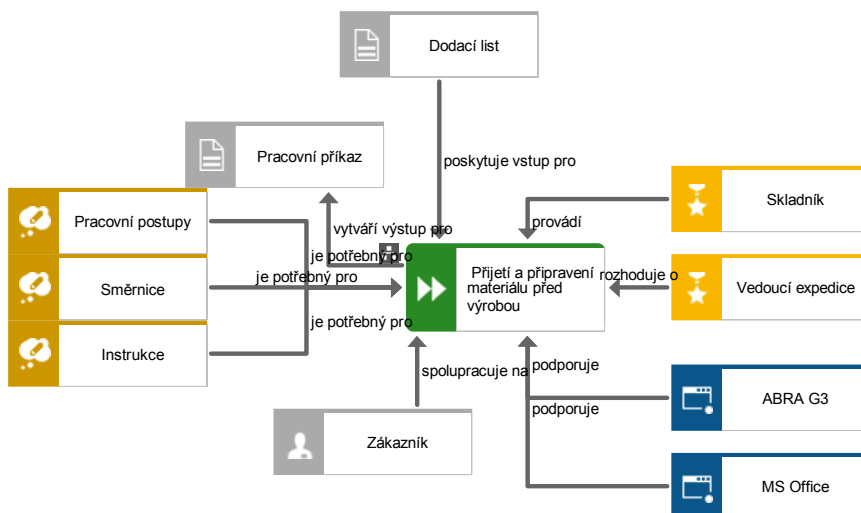 Dodací list
Pracovní příkaz
poskytuje vstup pro
Skladník
Pracovní postupy
vytváří výstup pro
provádí
je potřebný pro
Přijetí a připravení
materiálu před
výrobou
rozhoduje o
Směrnice
je potřebný pro
Vedoucí expedice
je potřebný pro
Instrukce
spolupracuje na
podporuje
ABRA G3
podporuje
Zákazník
MS Office